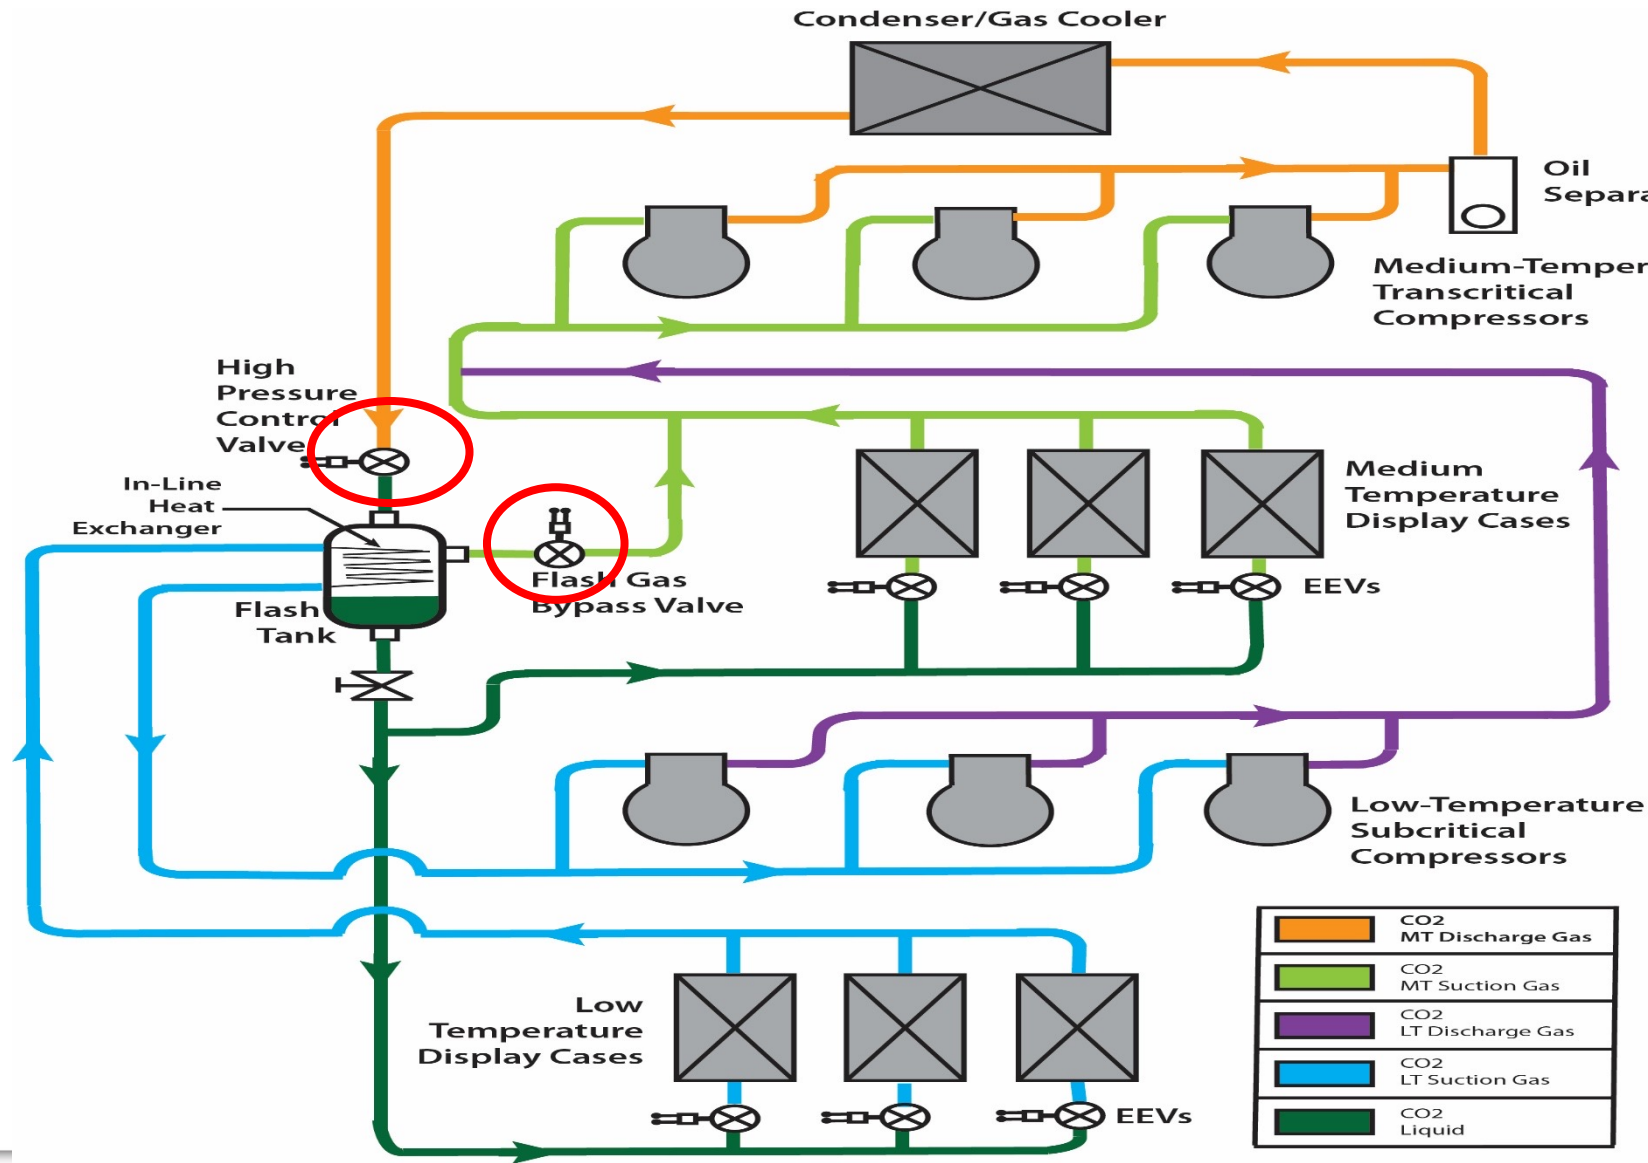 Condenser/Gas Cooler
Oil
Separa
Medium-Temper
Transcritical
Compressors
High
Pressure
Control
Valve
In-Line
Heat
Exchanger
Flash Gas
Bypass Valve
Flash
Tank
Medium
Temperature
Display Cases
EEVs
Low-Temperature
Subcritical
Compressors
Low
Temperature
Display Cases
EEVs
CO2
MT Discharge Gas
CO2
MT Suction Gas
CO2
LT Discharge Gas
CO2
LT Suction Gas
CO2
Liquid